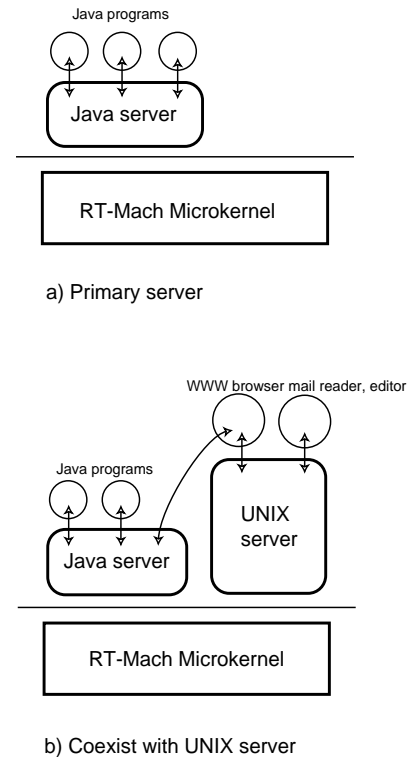 Java programs
Java server
RT-Mach Microkernel
a) Primary server
WWW browser mail reader, editor
Java programs
UNIX
server
Java server
RT-Mach Microkernel
b) Coexist with UNIX server